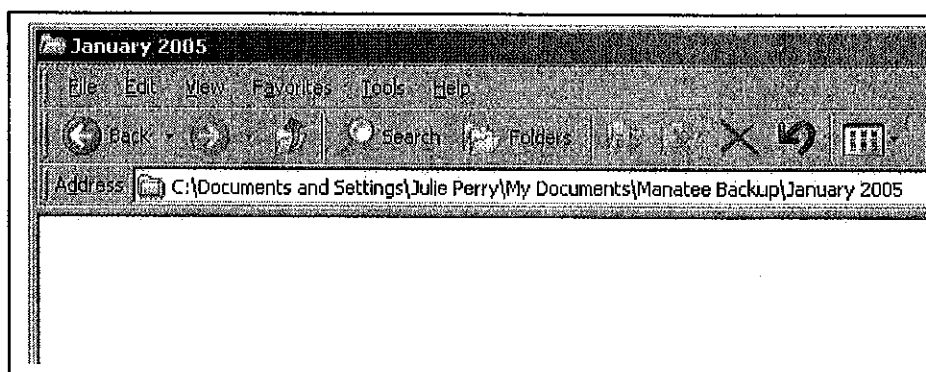 January 2005
File Edit View Favorites Tools Help
Back Search Folders
Address C:\Documents and Settings\Julie Perry\My Documents\Manatee Backup\January 2005